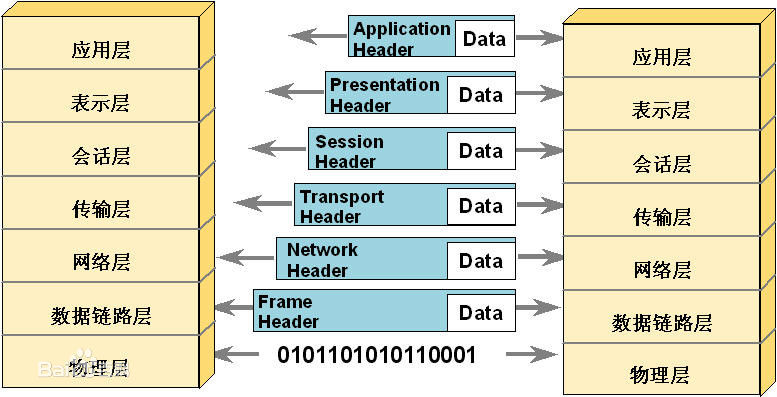 应用层
Application
Header
Data
应用层
表示层
Presentation
Header
Data
表示层
会话层
Session
Header
Data
会话层
传输层
Transport
Header
Data
传输层
网络层
Network
Header
Data
网络层
数据链路层
Frame
Header
Data
数据链路层
物理层
0101101010110001
物理层